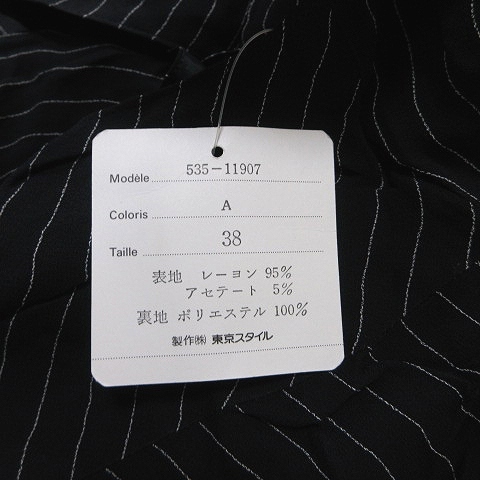 Modèle 535-11907
Coloris A
Taille 38
表地 レーヨン 95%
アセテート 5%
裏地 ポリエステル 100%
製作㈱ 東京スタイル